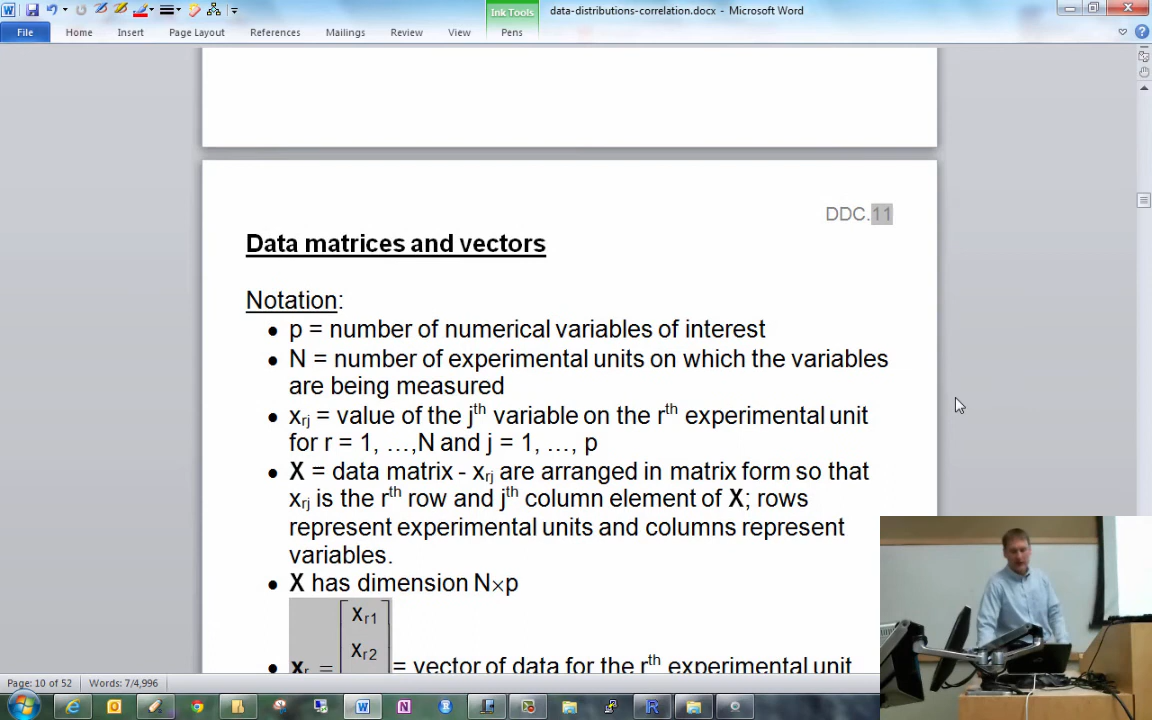 Ink Tools
data-distributions-correlation.docx - Microsoft Word
File Home Insert Page Layout References Mailings Review View Pens
DDC.11
Data matrices and vectors
Notation:
• p = number of numerical variables of interest
• N = number of experimental units on which the variables
are being measured
• xrj = value of the jth variable on the rth experimental unit
for r = 1, …,N and j = 1, …, p
• X = data matrix - xrj are arranged in matrix form so that
xrj is the rth row and jth column element of X; rows
represent experimental units and columns represent
variables.
• X has dimension N×p
xr1
xr2
• xr = = vector of data for the rth experimental unit
Page: 10 of 52 Words: 7/4,996